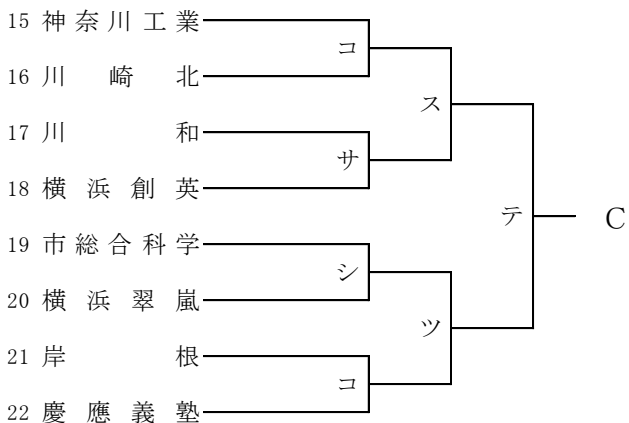 15 神奈川工業
コ
16 川崎北
ス
17 川和
サ
18 横浜創英
テ C
19 市総合科学
シ
20 横浜翠嵐
ツ
21 岸根
コ
22 慶應義塾